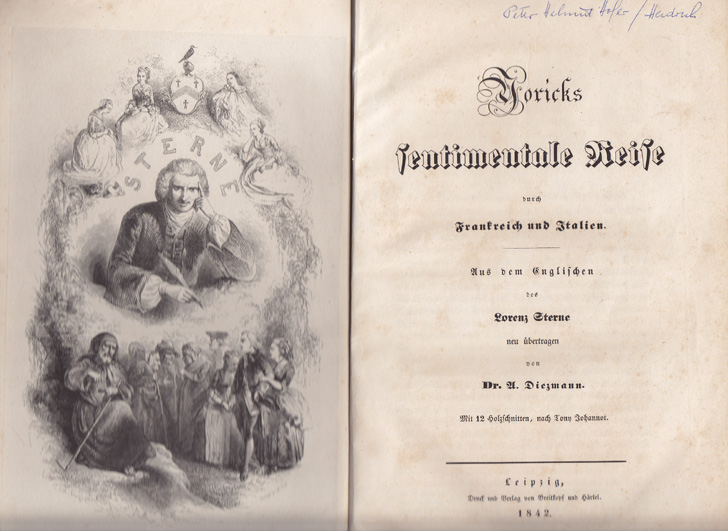 STERNE
Peter Helmut Hofer / Heidrich
Yoricks
sentimentale Reise
durch
Frankreich und Italien.
Aus dem Englischen
des
Lorenz Sterne
neu übertragen
von
Dr. A. Diezmann.
Mit 12 Holzschnitten, nach Tony Johannot.
Leipzig,
Druck und Verlag von Breitkopf und Härtel.
1842.